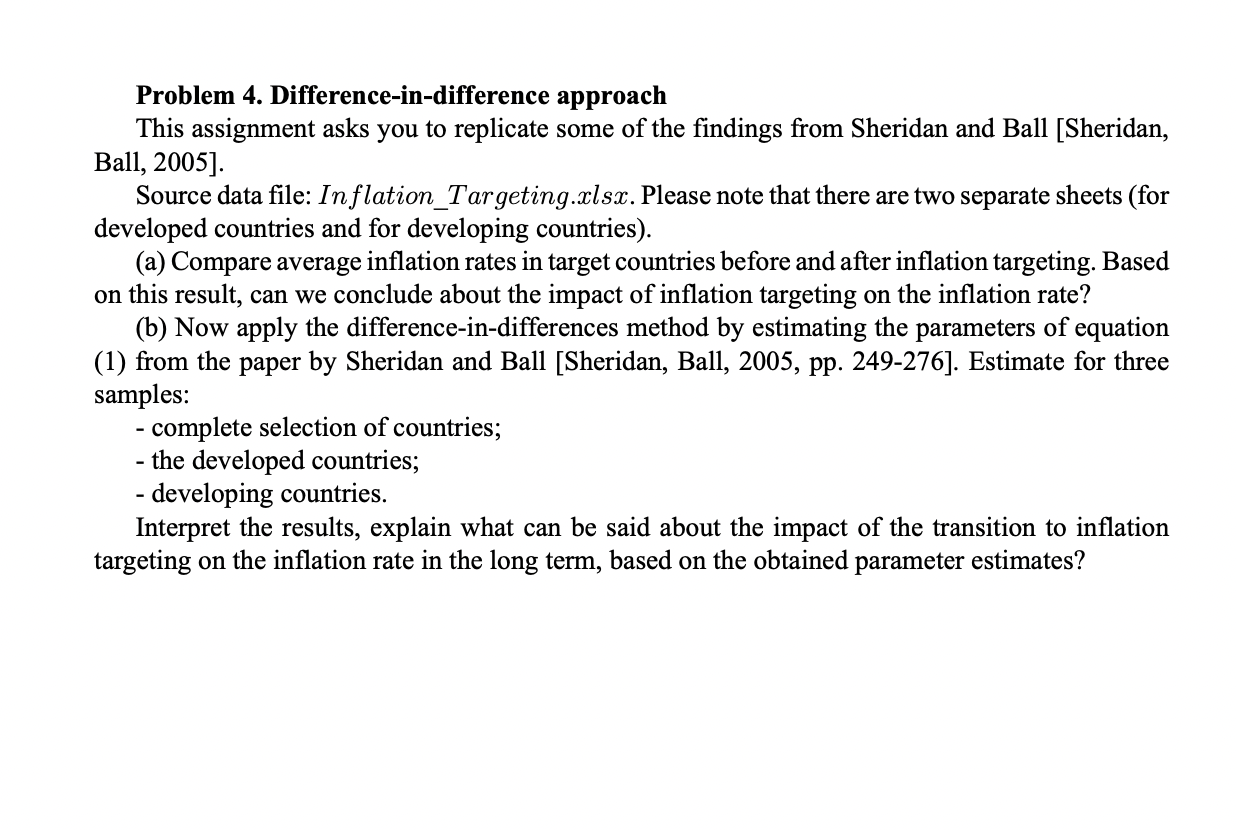 Problem 4. Difference-in-difference approach
This assignment asks you to replicate some of the findings from Sheridan and Ball [Sheridan,
Ball, 2005].
Source data file: Inflation_Targeting.xlsx. Please note that there are two separate sheets (for
developed countries and for developing countries).
(a) Compare average inflation rates in target countries before and after inflation targeting. Based
on this result, can we conclude about the impact of inflation targeting on the inflation rate?
(b) Now apply the difference-in-differences method by estimating the parameters of equation
(1) from the paper by Sheridan and Ball [Sheridan, Ball, 2005, pp. 249-276]. Estimate for three
samples:
- complete selection of countries;
- the developed countries;
- developing countries.
Interpret the results, explain what can be said about the impact of the transition to inflation
targeting on the inflation rate in the long term, based on the obtained parameter estimates?